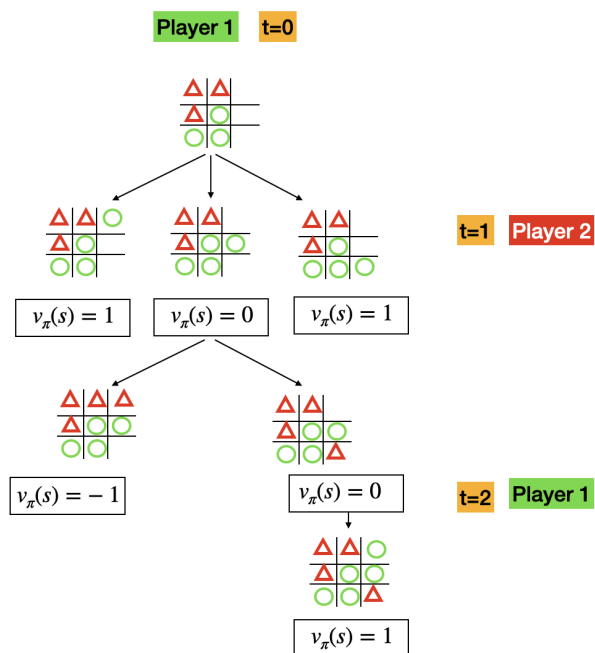 Player 1 t=0
t=1 Player 2
v_π(s) = 1
v_π(s) = 0
v_π(s) = 1
v_π(s) = − 1
v_π(s) = 0
t=2 Player 1
v_π(s) = 1